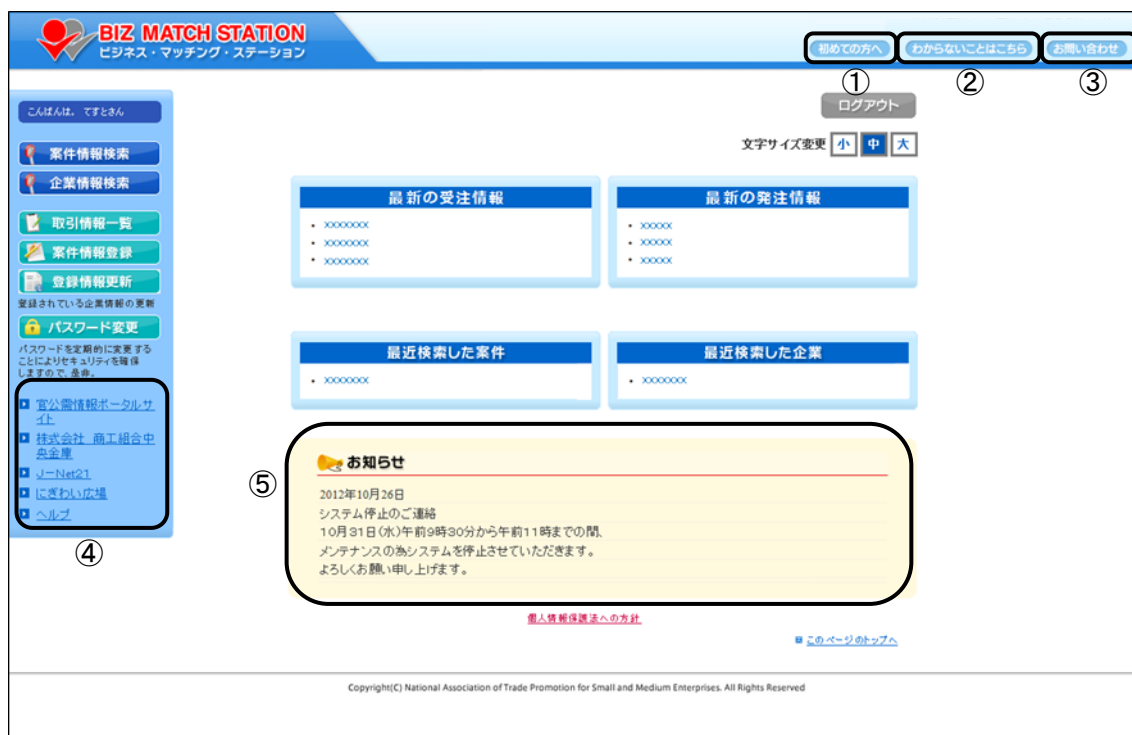 BIZ MATCH STATION
ビジネス・マッチング・ステーション
初めての方へ
わからないことはこちら
お問い合わせ
①
②
③
こんばんは。 てすとさん
ログアウト
文字サイズ変更 小 中 大
案件情報検索
企業情報検索
取引情報一覧
案件情報登録
登録情報更新
登録されている企業情報の更新
パスワード変更
パスワードを定期的に変更する
ことによりセキュリティを確保
しますので、是非。
官公需情報ポータルサ
イト
株式会社 商工組合中
央金庫
J-Net21
にぎわい広場
ヘルプ
④
最新の受注情報
・ xxxxxxx
・ xxxxxxx
・ xxxxxxx
最新の発注情報
・ xxxxx
・ xxxxx
・ xxxxx
最近検索した案件
・ xxxxxxx
最近検索した企業
・ xxxxxxx
⑤
お知らせ
2012年10月26日
システム停止のご連絡
10月31日(水)午前9時30分から午前11時までの間、
メンテナンスの為システムを停止させていただきます。
よろしくお願い申し上げます。
個人情報保護法への方針
このページのトップへ
Copyright(C) National Association of Trade Promotion for Small and Medium Enterprises. All Rights Reserved